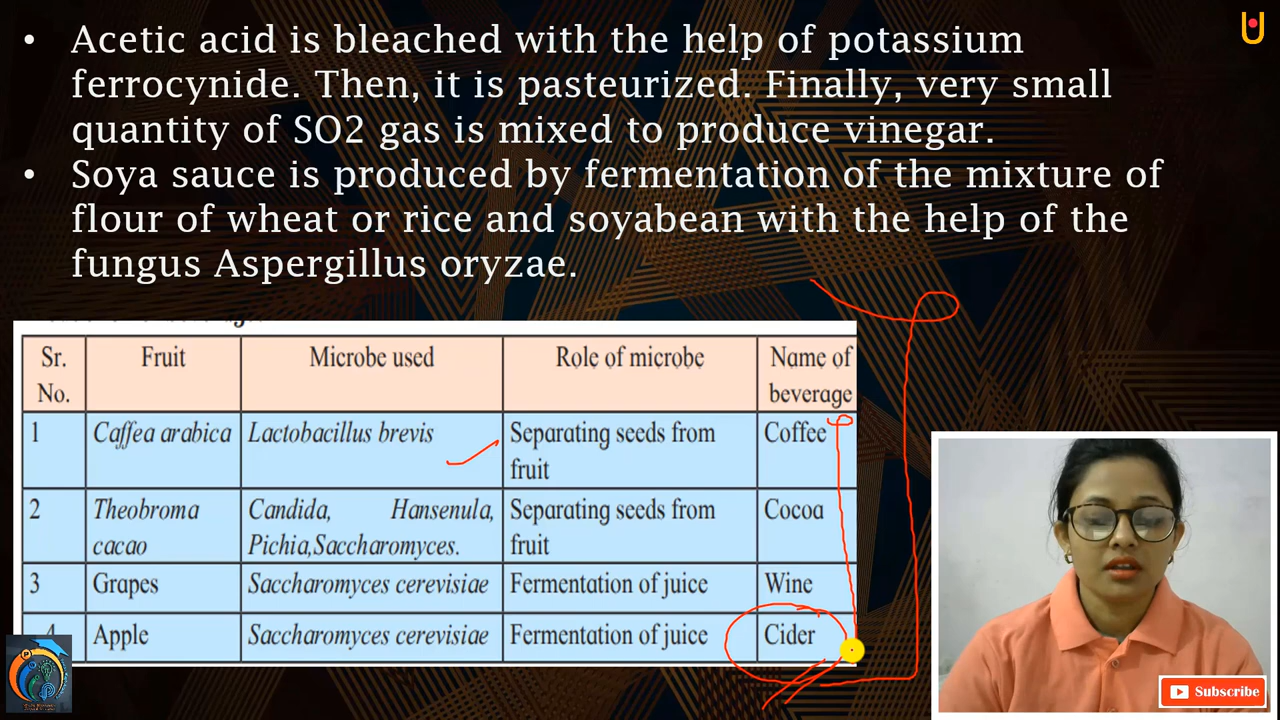 • Acetic acid is bleached with the help of potassium
ferrocynide. Then, it is pasteurized. Finally, very small
quantity of SO2 gas is mixed to produce vinegar.
• Soya sauce is produced by fermentation of the mixture of
flour of wheat or rice and soyabean with the help of the
fungus Aspergillus oryzae.
Sr. No. Fruit Microbe used Role of microbe Name of beverage
1 Caffea arabica Lactobacillus brevis Separating seeds from fruit Coffee
2 Theobroma cacao Candida, Hansenula, Pichia,Saccharomyces. Separating seeds from fruit Cocoa
3 Grapes Saccharomyces cerevisiae Fermentation of juice Wine
4 Apple Saccharomyces cerevisiae Fermentation of juice Cider
Subscribe